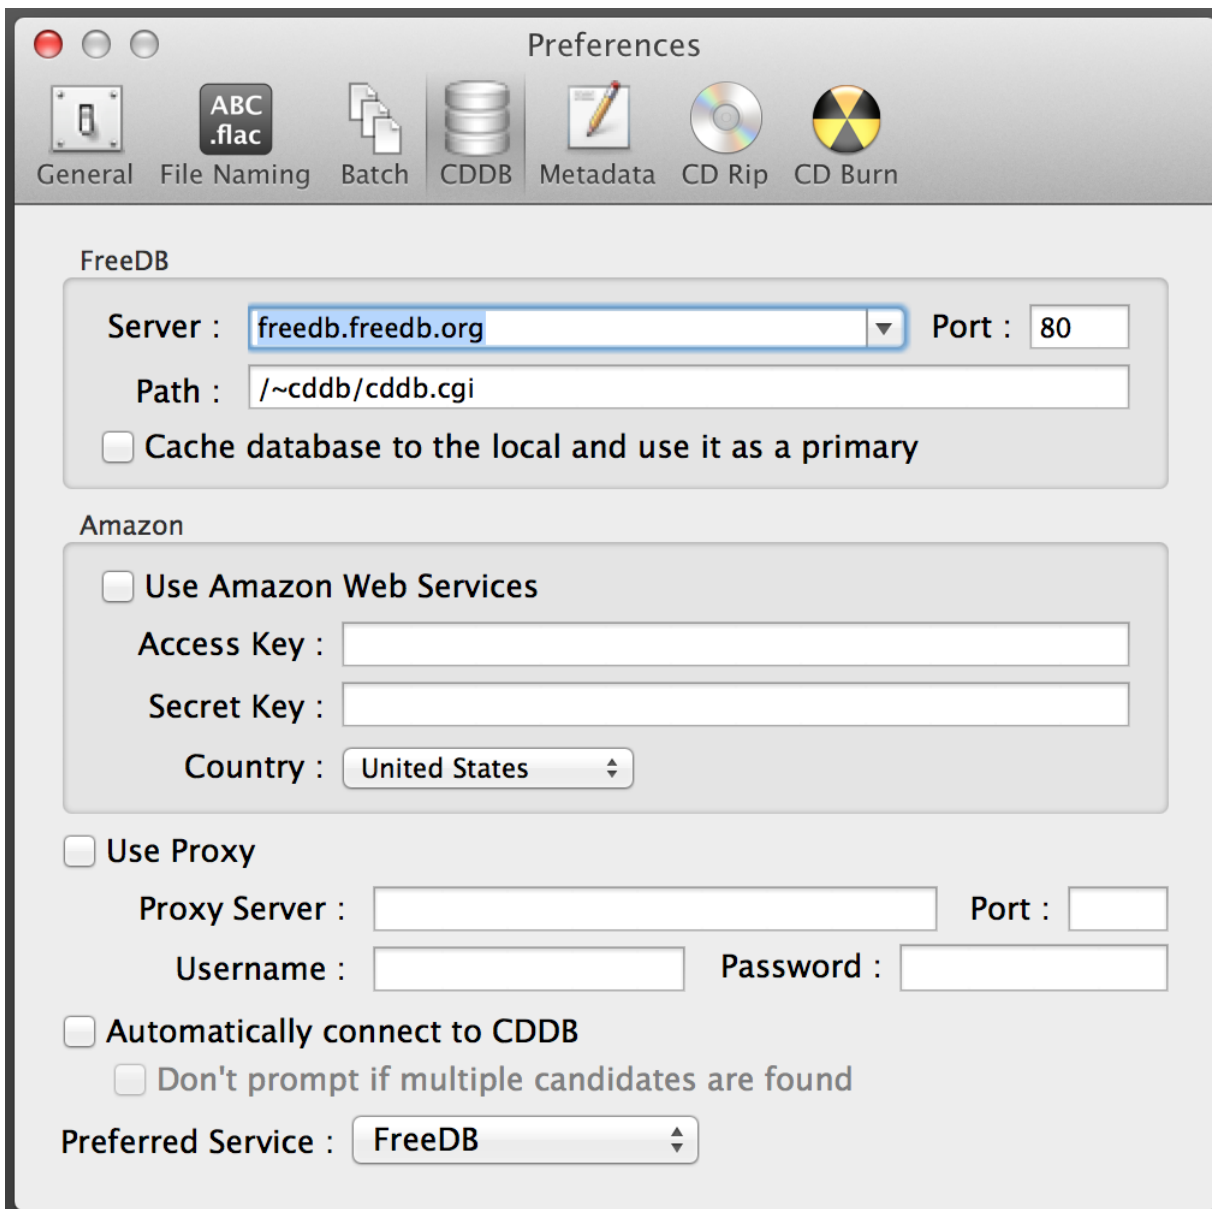 Preferences
ABC
.flac
General File Naming Batch CDDB Metadata CD Rip CD Burn
FreeDB
Server : freedb.freedb.org Port : 80
Path : /~cddb/cddb.cgi
Cache database to the local and use it as a primary
Amazon
Use Amazon Web Services
Access Key :
Secret Key :
Country : United States
Use Proxy
Proxy Server : Port :
Username : Password :
Automatically connect to CDDB
Don't prompt if multiple candidates are found
Preferred Service : FreeDB